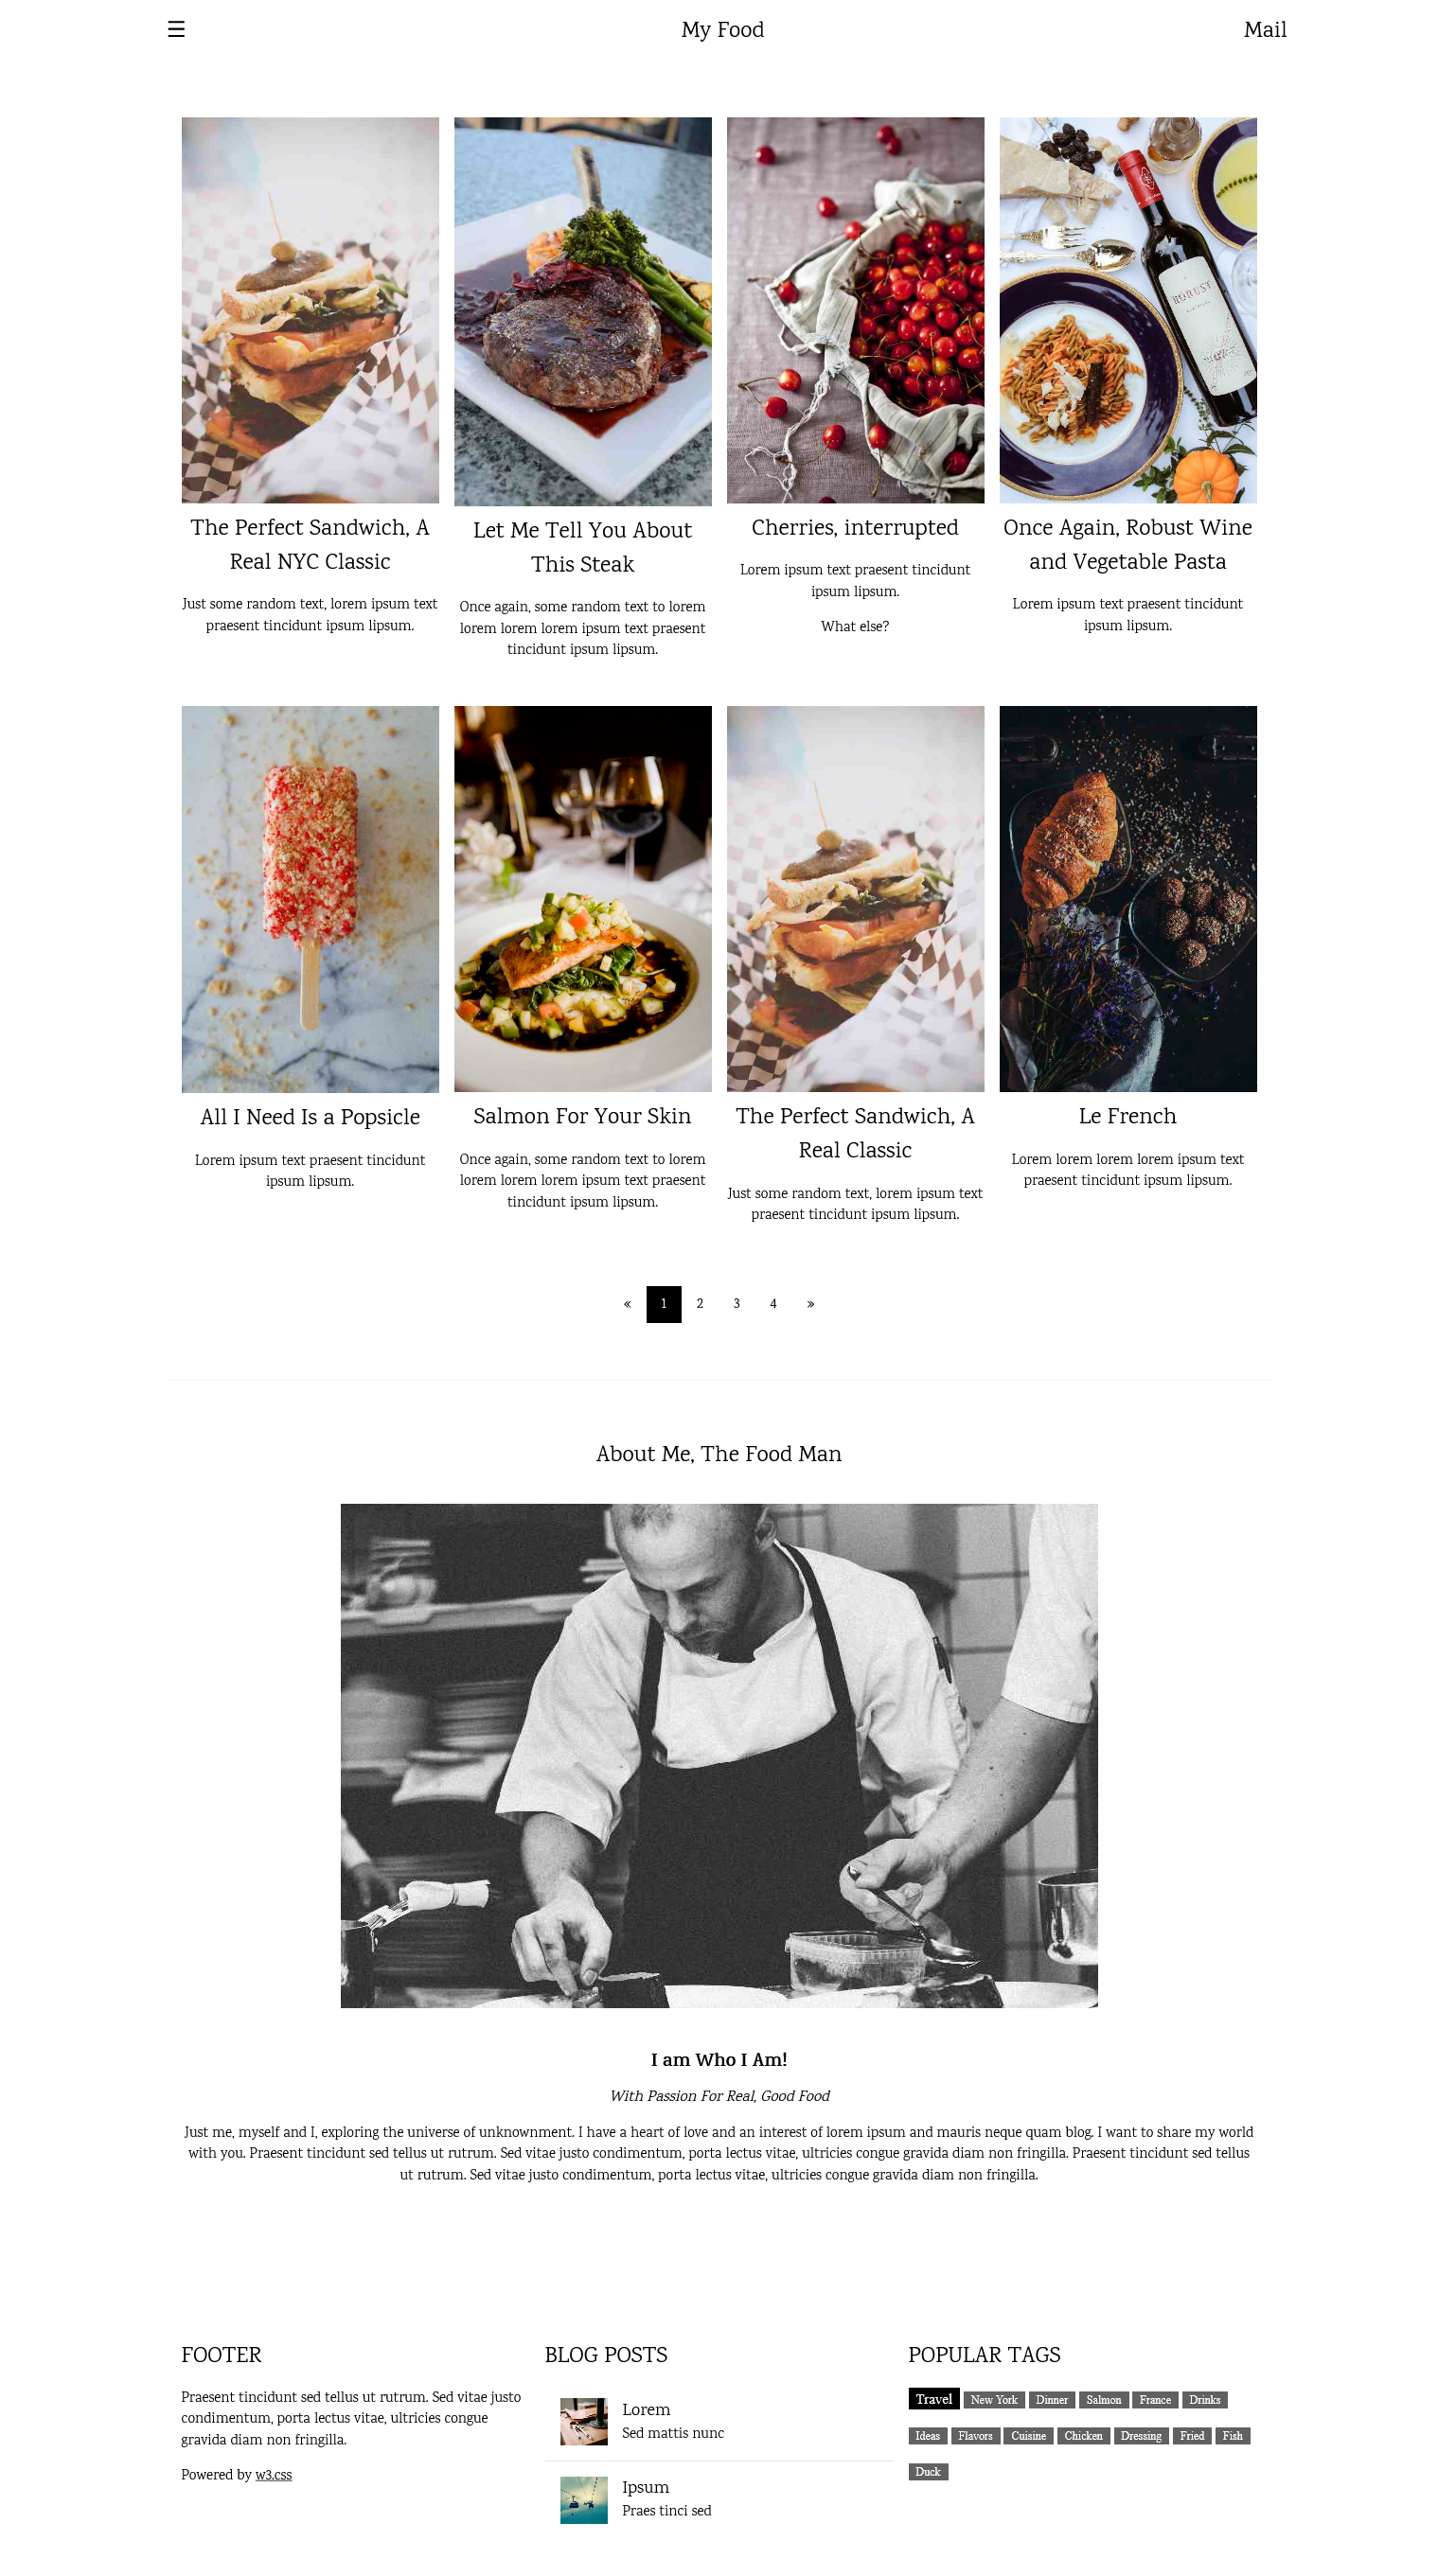 ☰ My Food Mail
ROBUST
The Perfect Sandwich, A
Real NYC Classic
Just some random text, lorem ipsum text
praesent tincidunt ipsum lipsum.
Let Me Tell You About
This Steak
Once again, some random text to lorem
lorem lorem lorem ipsum text praesent
tincidunt ipsum lipsum.
Cherries, interrupted
Lorem ipsum text praesent tincidunt
ipsum lipsum.
What else?
Once Again, Robust Wine
and Vegetable Pasta
Lorem ipsum text praesent tincidunt
ipsum lipsum.
All I Need Is a Popsicle
Lorem ipsum text praesent tincidunt
ipsum lipsum.
Salmon For Your Skin
Once again, some random text to lorem
lorem lorem lorem ipsum text praesent
tincidunt ipsum lipsum.
The Perfect Sandwich, A
Real Classic
Just some random text, lorem ipsum text
praesent tincidunt ipsum lipsum.
Le French
Lorem lorem lorem lorem ipsum text
praesent tincidunt ipsum lipsum.
« 1 2 3 4 »
About Me, The Food Man
I am Who I Am!
With Passion For Real, Good Food
Just me, myself and I, exploring the universe of unknownment. I have a heart of love and an interest of lorem ipsum and mauris neque quam blog. I want to share my world
with you. Praesent tincidunt sed tellus ut rutrum. Sed vitae justo condimentum, porta lectus vitae, ultricies congue gravida diam non fringilla. Praesent tincidunt sed tellus
ut rutrum. Sed vitae justo condimentum, porta lectus vitae, ultricies congue gravida diam non fringilla.
FOOTER
Praesent tincidunt sed tellus ut rutrum. Sed vitae justo
condimentum, porta lectus vitae, ultricies congue
gravida diam non fringilla.
Powered by w3.css
BLOG POSTS
Lorem
Sed mattis nunc
Ipsum
Praes tinci sed
POPULAR TAGS
Travel New York Dinner Salmon France Drinks
Ideas Flavors Cuisine Chicken Dressing Fried Fish
Duck